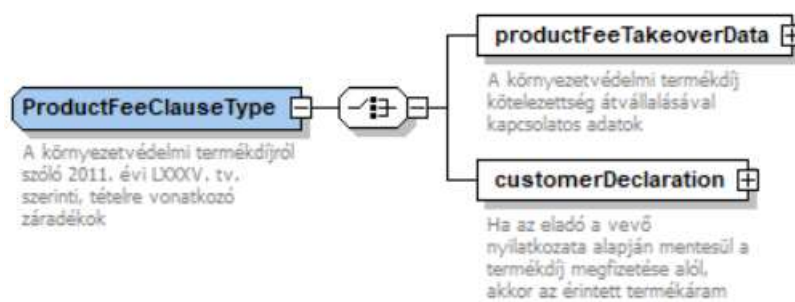 productFeeTakeoverData
A környezetvédelmi termékdíj
kötelezettség átvállalásával
kapcsolatos adatok
ProductFeeClauseType
A környezetvédelmi termékdíjról
szóló 2011. évi LXXXV. tv.
szerinti, tételre vonatkozó
záradékok
customerDeclaration
Ha az eladó a vevő
nyilatkozata alapján mentesül a
termékdíj megfizetése alól,
akkor az érintett termékáram